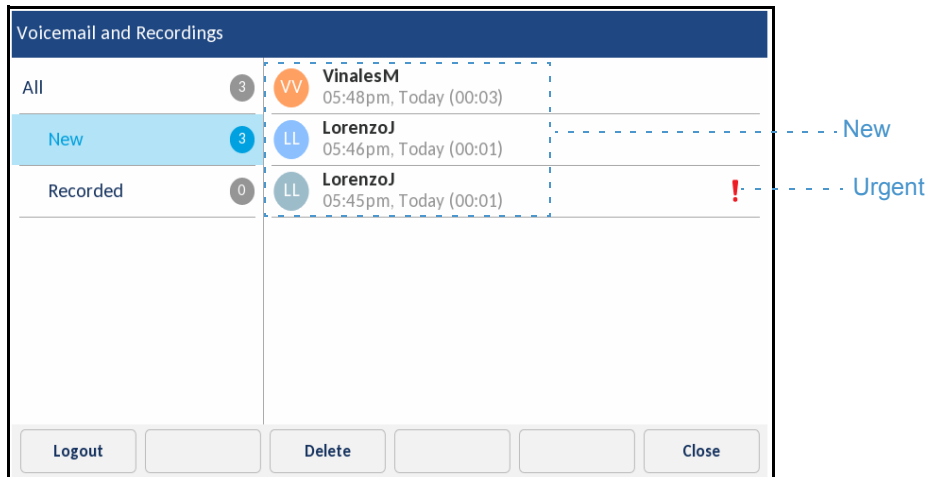 Voicemail and Recordings
All 3
VV VinalesM
05:48pm, Today (00:03)
New 3
LL LorenzoJ
05:46pm, Today (00:01)
New
Recorded 0
LL LorenzoJ
05:45pm, Today (00:01)
! Urgent
Logout Delete Close